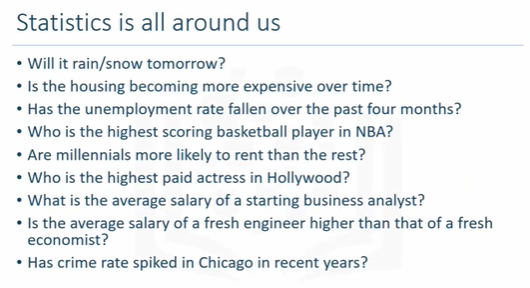 Statistics is all around us
• Will it rain/snow tomorrow?
• Is the housing becoming more expensive over time?
• Has the unemployment rate fallen over the past four months?
• Who is the highest scoring basketball player in NBA?
• Are millennials more likely to rent than the rest?
• Who is the highest paid actress in Hollywood?
• What is the average salary of a starting business analyst?
• Is the average salary of a fresh engineer higher than that of a fresh
economist?
• Has crime rate spiked in Chicago in recent years?